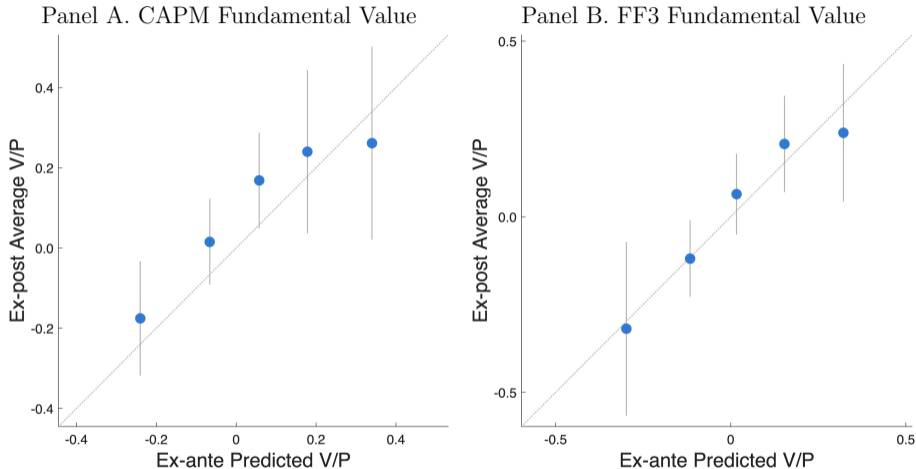 Panel A. CAPM Fundamental Value
0.4
0.2
0.0
-0.2
-0.4
-0.4
-0.2
0
0.2
0.4
Ex-post Average V/P
Ex-ante Predicted V/P
Panel B. FF3 Fundamental Value
0.5
0.0
-0.5
-0.5
0
0.5
Ex-post Average V/P
Ex-ante Predicted V/P